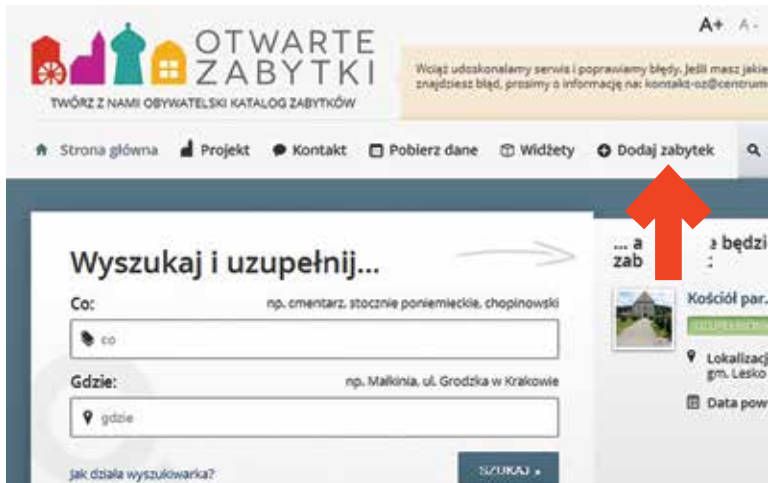 A+ A-
OTWARTE
ZABYTKI
TWÓRZ Z NAMI OBYWATELSKI KATALOG ZABYTKÓW
Wciąż udoskonalamy serwis i poprawiamy błędy. Jeśli masz jakie
znajdziesz błąd, prosimy o informację na: kontakt-oz@centrum
Strona główna Projekt Kontakt Pobierz dane Widżety Dodaj zabytek
Wyszukaj i uzupełnij...
Co: np. cmentarz, stocznie poniemieckie, chopinowski
co
Gdzie: np. Małkinia, ul. Grodzka w Krakowie
gdzie
Jak działa wyszukiwarka? SZUKAJ
... a e będzi
zab :
Kościół par.
Lokalizacj
gm. Lesko
Data pow